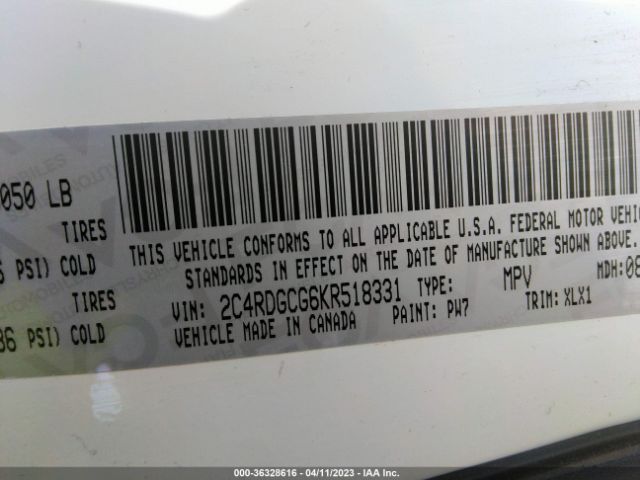 050 LB
TIRES
PSI) COLD
TIRES
36 PSI) COLD
THIS VEHICLE CONFORMS TO ALL APPLICABLE U.S.A. FEDERAL MOTOR VEHIC
STANDARDS IN EFFECT ON THE DATE OF MANUFACTURE SHOWN ABOVE.
VIN: 2C4RDGCG6KR518331 TYPE: MPV MDH:08
VEHICLE MADE IN CANADA PAINT: PW7 TRIM: XLX1
000-36328616 - 04/11/2023 - IAA Inc.